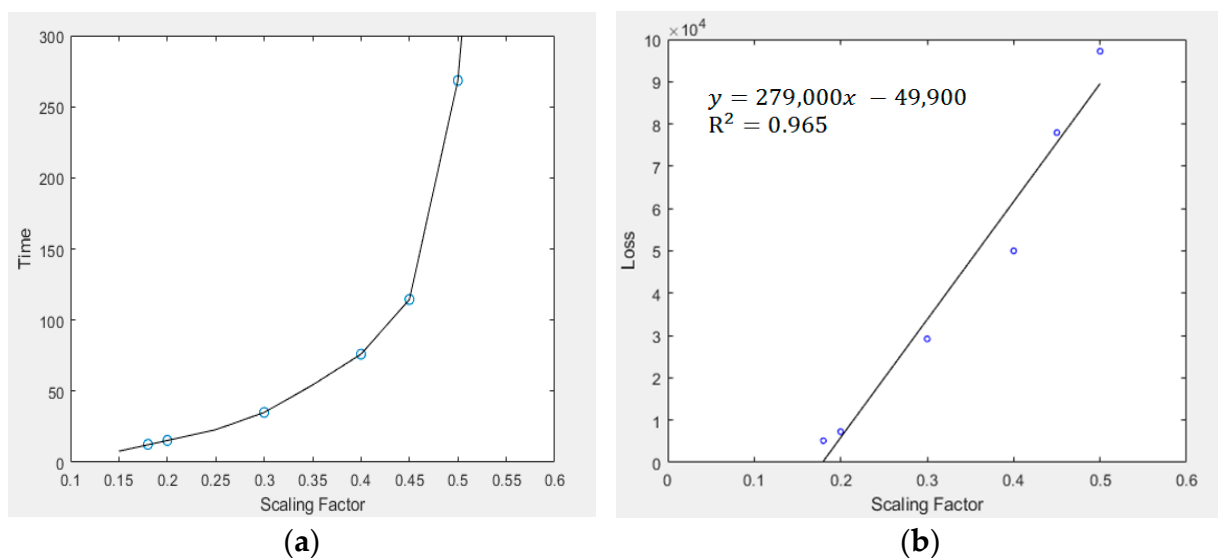 300
250
200
150
100
50
0
Time
0.1 0.15 0.2 0.25 0.3 0.35 0.4 0.45 0.5 0.55 0.6
Scaling Factor
(a)
×10⁴
10
9
8
7
6
5
4
3
2
1
0
Loss
y = 279,000x − 49,900
R² = 0.965
0 0.1 0.2 0.3 0.4 0.5 0.6
Scaling Factor
(b)